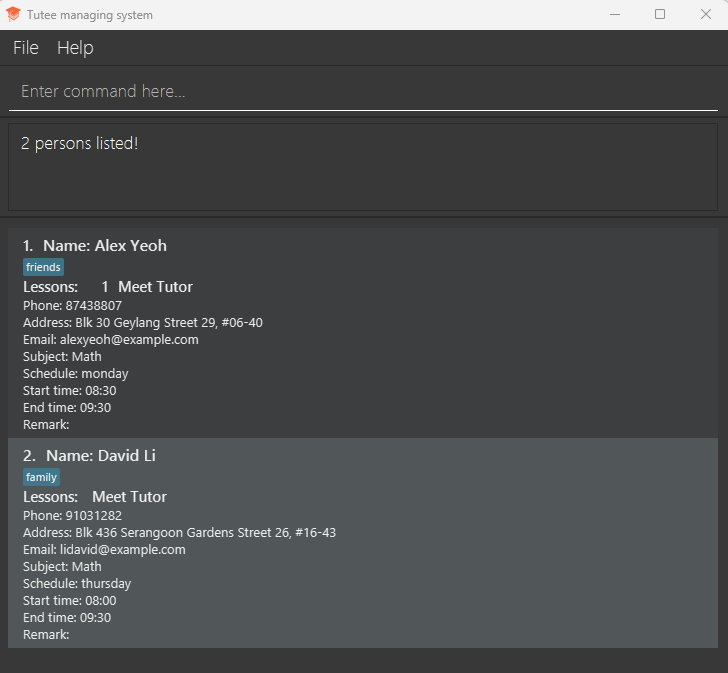 Tutee managing system
File Help
Enter command here...
2 persons listed!
1. Name: Alex Yeoh
friends
Lessons: 1 Meet Tutor
Phone: 87438807
Address: Blk 30 Geylang Street 29, #06-40
Email: alexyeoh@example.com
Subject: Math
Schedule: monday
Start time: 08:30
End time: 09:30
Remark:
2. Name: David Li
family
Lessons: Meet Tutor
Phone: 91031282
Address: Blk 436 Serangoon Gardens Street 26, #16-43
Email: lidavid@example.com
Subject: Math
Schedule: thursday
Start time: 08:00
End time: 09:30
Remark: